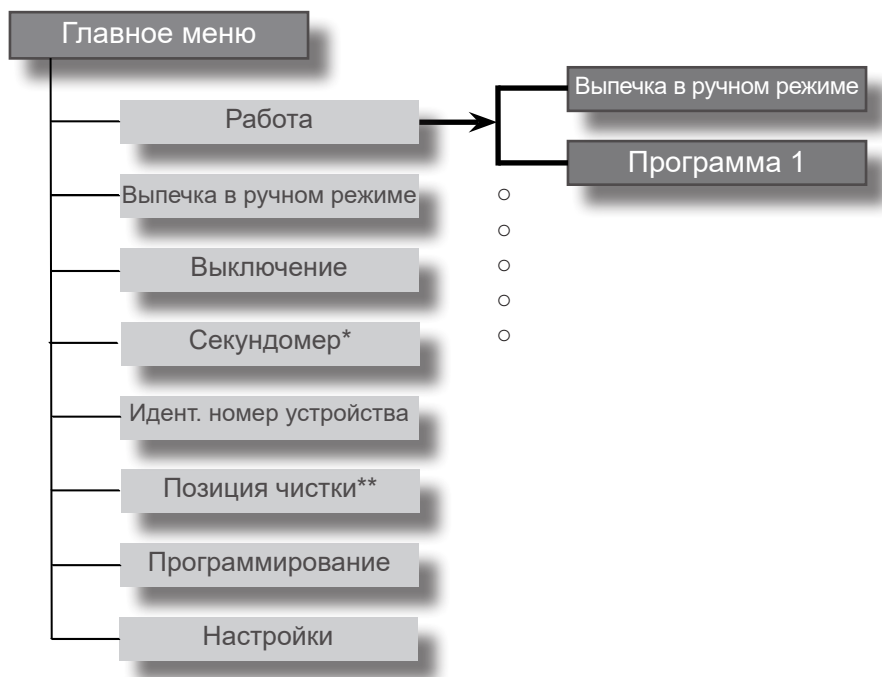 Главное меню
Работа
Выпечка в ручном режиме
Программа 1
Выпечка в ручном режиме
Выключение
Секундомер*
Идент. номер устройства
Позиция чистки**
Программирование
Настройки